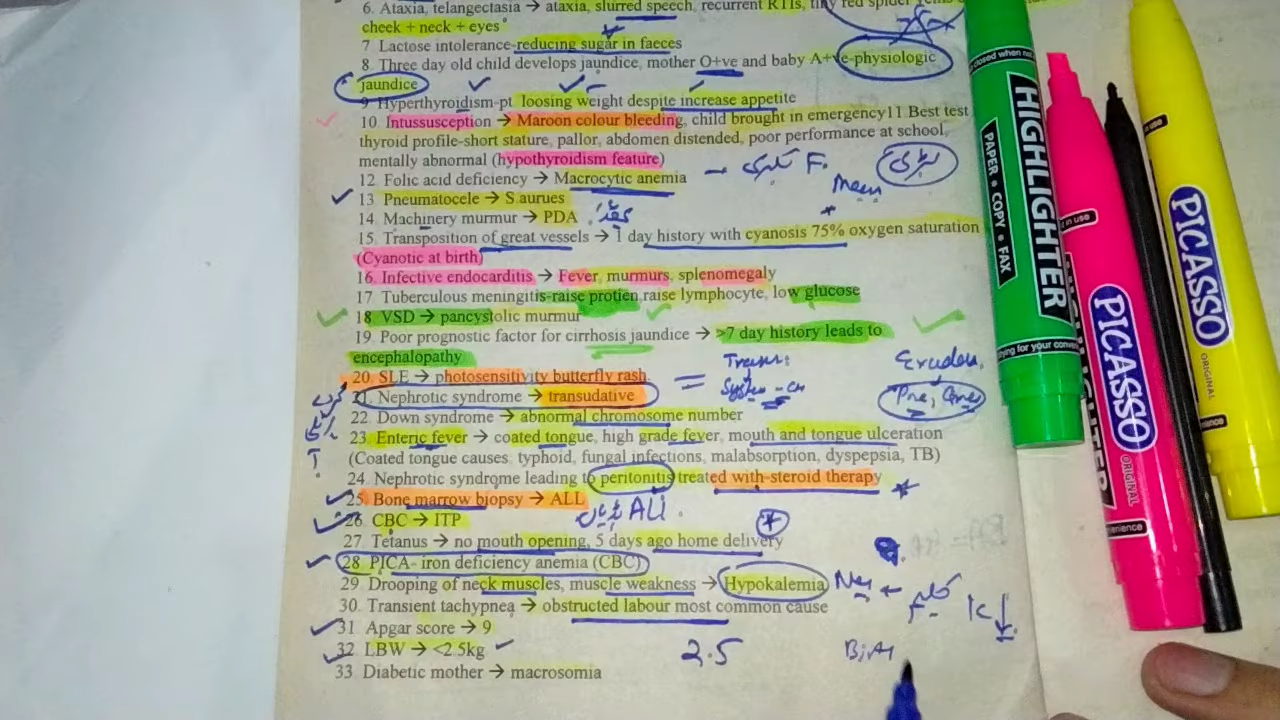 6. Ataxia, telangectasia → ataxia, slurred speech, recurrent RTIs, tiny red spider veins
cheek + neck + eyes
7 Lactose intolerance-reducing sugar in faeces
8. Three day old child develops jaundice, mother O+ve and baby A+ve-physiologic
jaundice
9 Hyperthyroidism-pt loosing weight despite increase appetite
10. Intussusception → Maroon colour bleeding, child brought in emergency11 Best test
thyroid profile-short stature, pallor, abdomen distended, poor performance at school,
mentally abnormal (hypothyroidism feature)
12. Folic acid deficiency → Macrocytic anemia → F.
13 Pneumatocele → S aurues
14. Machinery murmur → PDA
15. Transposition of great vessels → 1 day history with cyanosis 75% oxygen saturation
(Cyanotic at birth)
16. Infective endocarditis → Fever, murmurs, splenomegaly
17 Tuberculous meningitis-raise protien,raise lymphocyte, low glucose
18 VSD → pancystolic murmur
19. Poor prognostic factor for cirrhosis jaundice → >7 day history leads to
encephalopathy
20. SLE → photosensitivity butterfly rash
21. Nephrotic syndrome → transudative
22. Down syndrome → abnormal chromosome number
23. Enteric fever → coated tongue, high grade fever, mouth and tongue ulceration
(Coated tongue causes: typhoid, fungal infections, malabsorption, dyspepsia, TB)
24. Nephrotic syndrome leading to peritonitis treated with-steroid therapy
25. Bone marrow biopsy → ALL
26. CBC → ITP
27. Tetanus → no mouth opening, 5 days ago home delivery
28 PICA- iron deficiency anemia (CBC)
29 Drooping of neck muscles, muscle weakness → Hypokalemia
30. Transient tachypnea → obstructed labour most common cause
K ↓
31. Apgar score → 9
32 LBW → <2.5kg 2.5
33. Diabetic mother → macrosomia
HIGHLIGHTER
PAPER • COPY • FAX
PICASSO
ORIGINAL
PICASSO
ORIGINAL